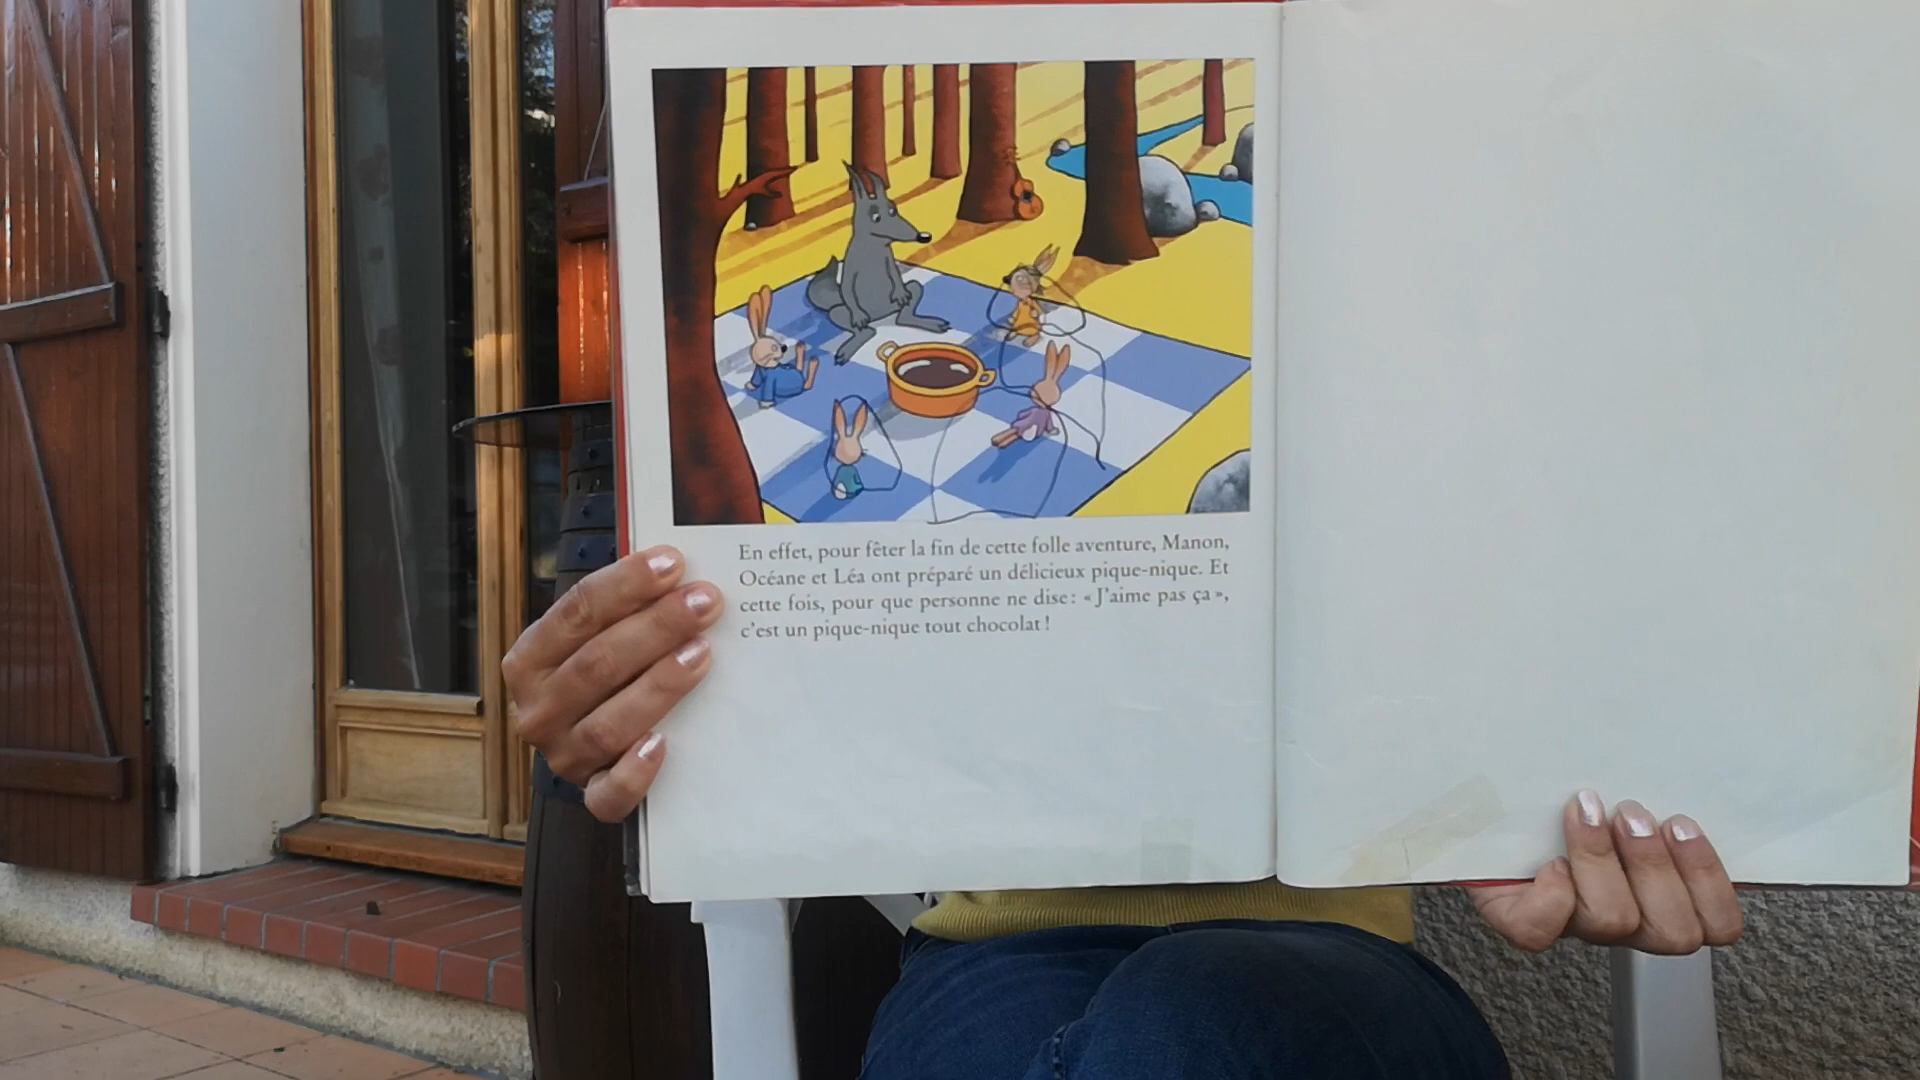 En effet, pour fêter la fin de cette folle aventure, Manon,
Océane et Léa ont préparé un délicieux pique-nique. Et
cette fois, pour que personne ne dise : « J'aime pas ça »,
c'est un pique-nique tout chocolat !